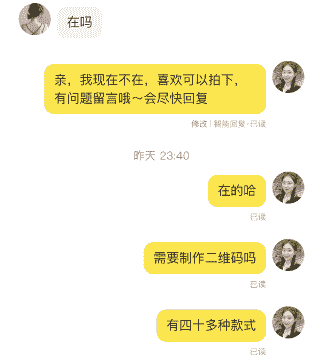 在吗
亲，我现在不在，喜欢可以拍下，
有问题留言哦～会尽快回复
修改 | 智能回复·已读
昨天 23:40
在的哈
已读
需要制作二维码吗
已读
有四十多种款式
已读